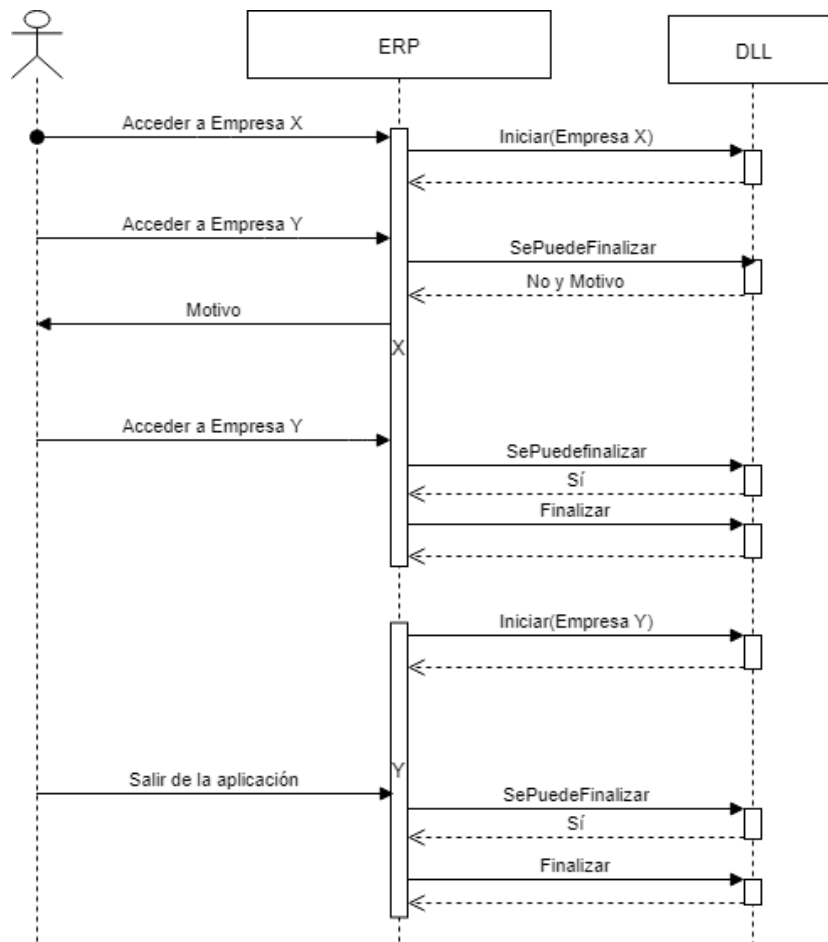 ERP
DLL
Acceder a Empresa X
Iniciar(Empresa X)
Acceder a Empresa Y
SePuedeFinalizar
No y Motivo
Motivo
X
Acceder a Empresa Y
SePuedefinalizar
Sí
Finalizar
Iniciar(Empresa Y)
Y
Salir de la aplicación
SePuedeFinalizar
Sí
Finalizar